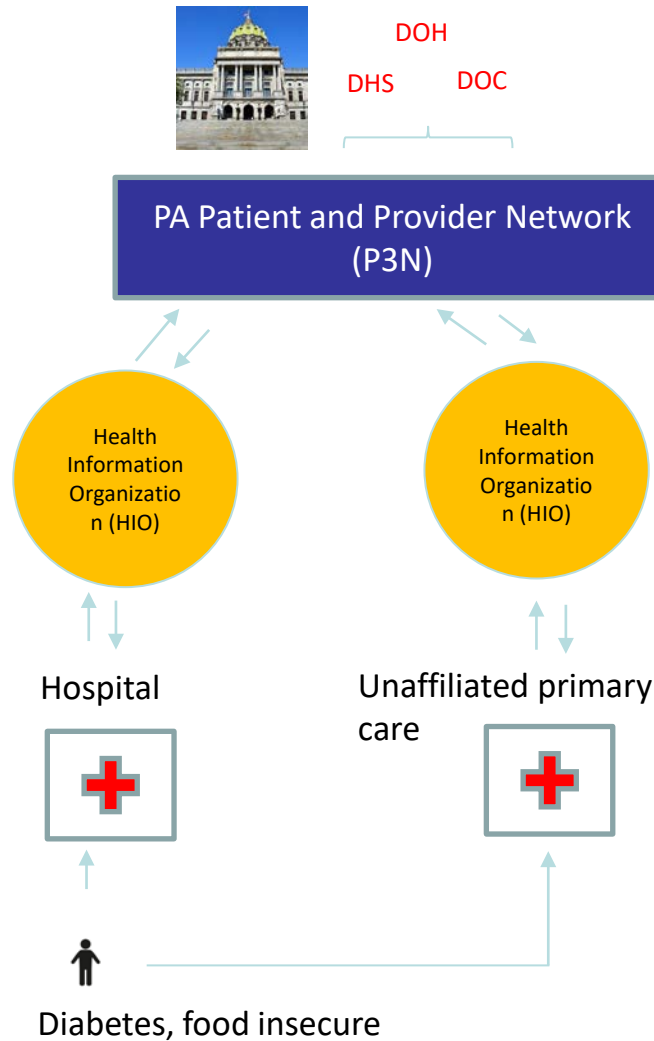 DOH
DHS
DOC
PA Patient and Provider Network
(P3N)
Health
Information
Organizatio
n (HIO)
Health
Information
Organizatio
n (HIO)
Hospital
Unaffiliated primary
care
Diabetes, food insecure